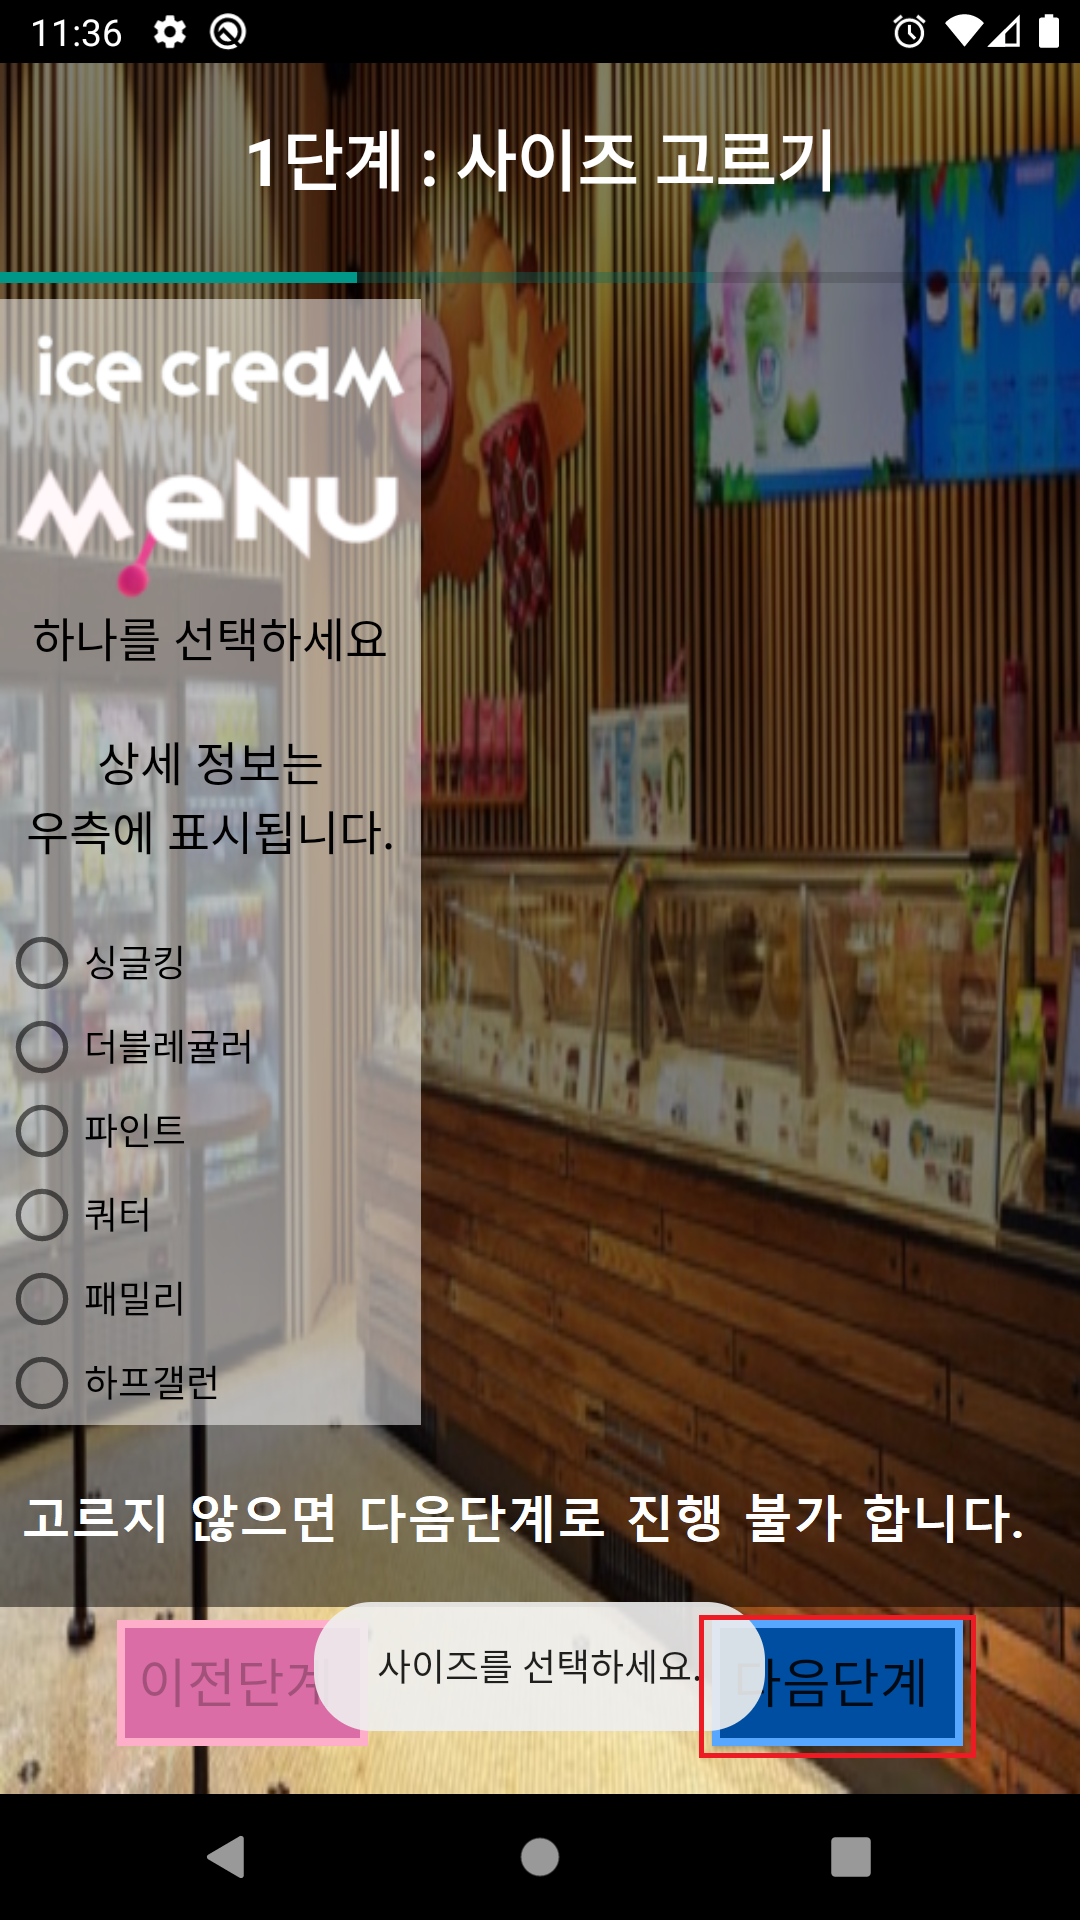 11:36
1단계 : 사이즈 고르기
ice cream
brate with u
MeNU
하나를 선택하세요
상세 정보는
우측에 표시됩니다.
싱글킹
더블레귤러
파인트
쿼터
패밀리
하프갤런
고르지 않으면 다음단계로 진행 불가 합니다.
이전단계
사이즈를 선택하세요.
다음단계